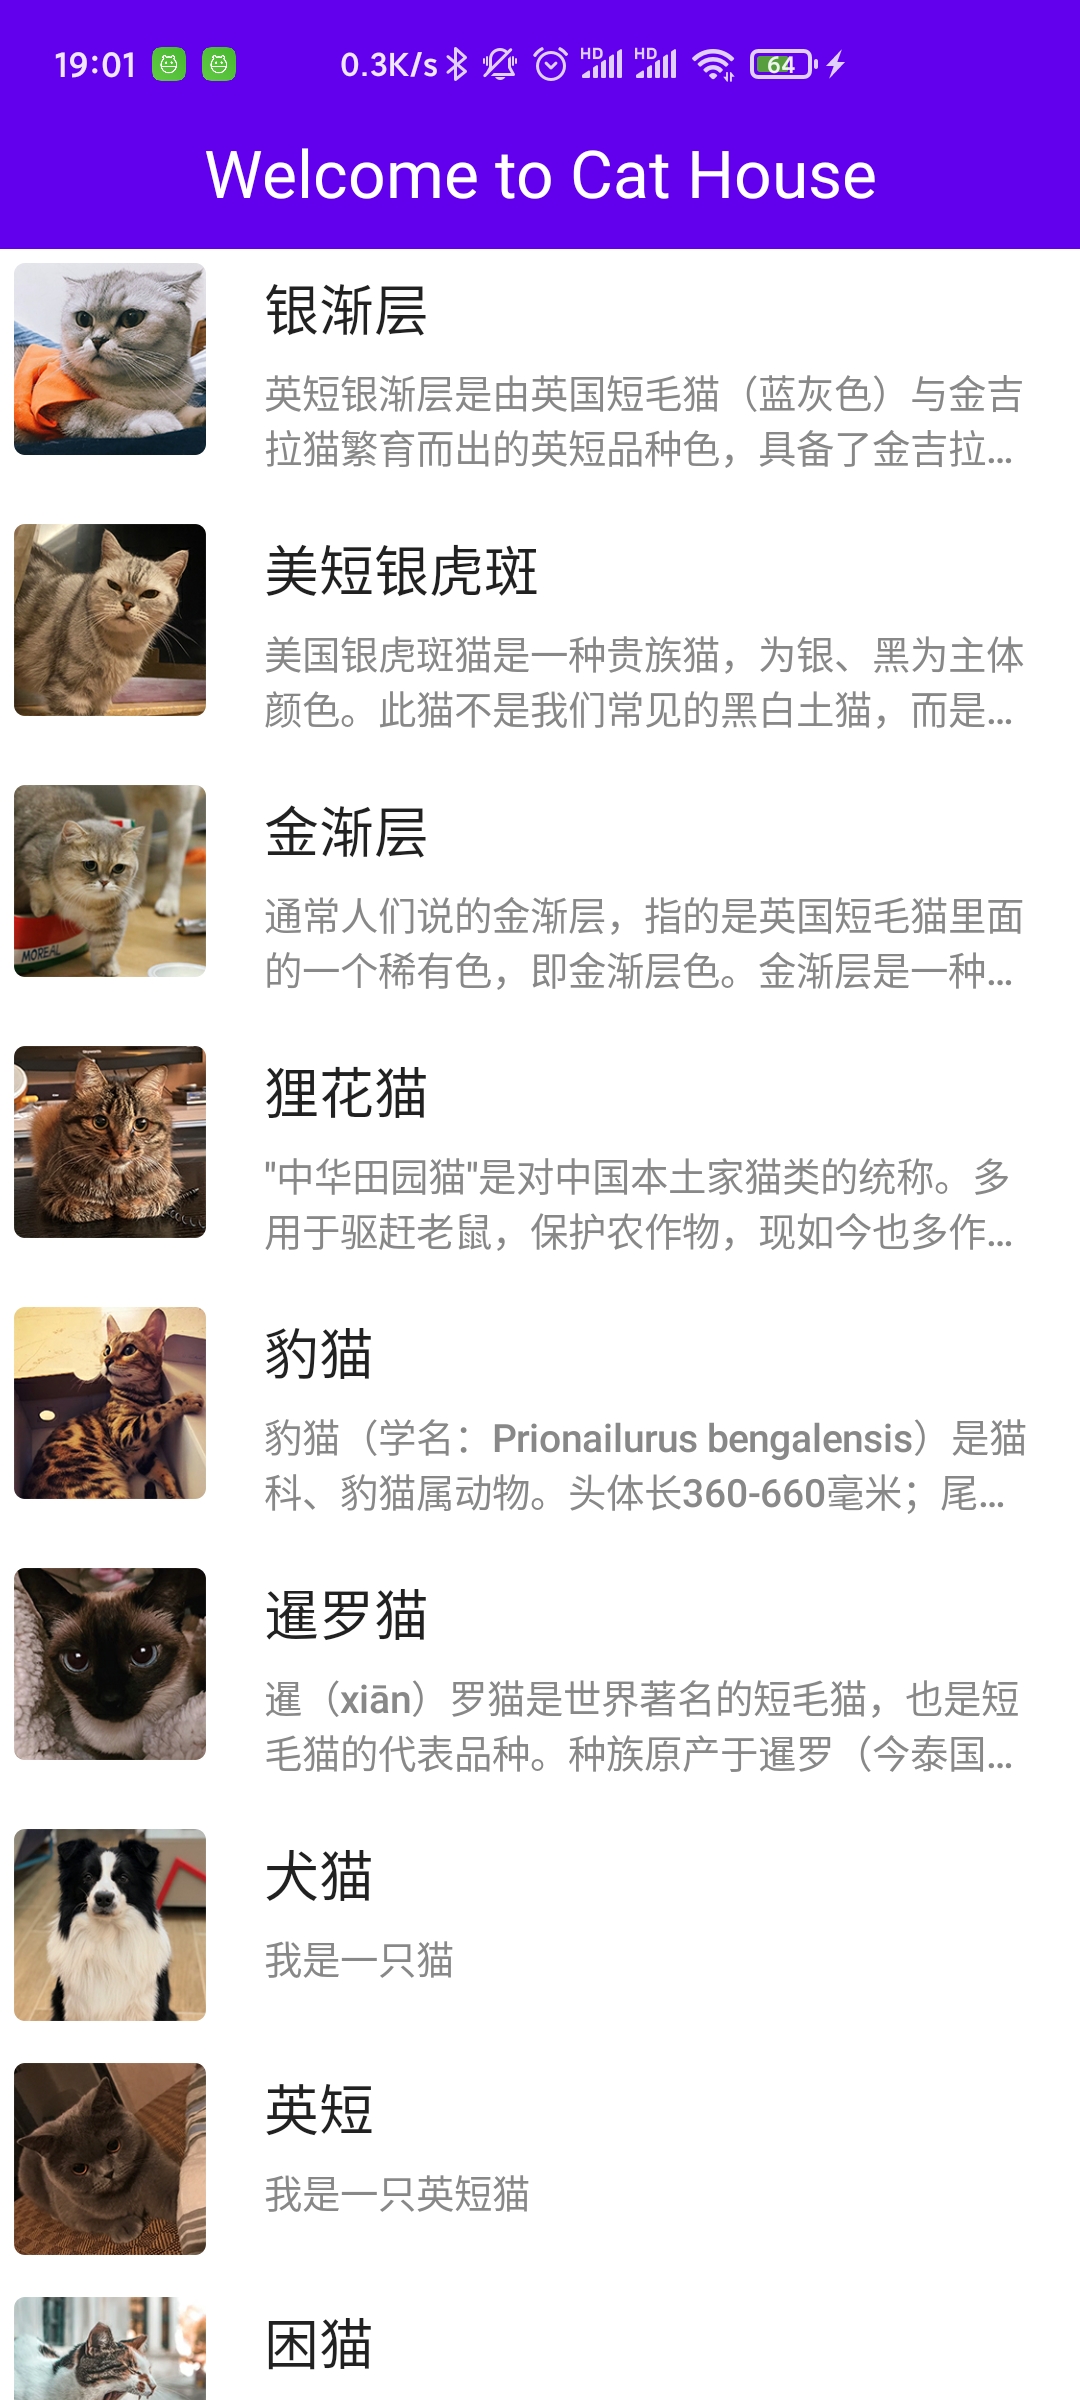 19:01 0.3K/s HD HD 64
Welcome to Cat House
银渐层
英短银渐层是由英国短毛猫（蓝灰色）与金吉
拉猫繁育而出的英短品种色，具备了金吉拉...
美短银虎斑
美国银虎斑猫是一种贵族猫，为银、黑为主体
颜色。此猫不是我们常见的黑白土猫，而是...
金渐层
通常人们说的金渐层，指的是英国短毛猫里面
的一个稀有色，即金渐层色。金渐层是一种...
MOREAL
狸花猫
"中华田园猫"是对中国本土家猫类的统称。多
用于驱赶老鼠，保护农作物，现如今也多作...
豹猫
豹猫（学名：Prionailurus bengalensis）是猫
科、豹猫属动物。头体长360-660毫米；尾...
暹罗猫
暹（xiān）罗猫是世界著名的短毛猫，也是短
毛猫的代表品种。种族原产于暹罗（今泰国...
犬猫
我是一只猫
英短
我是一只英短猫
困猫